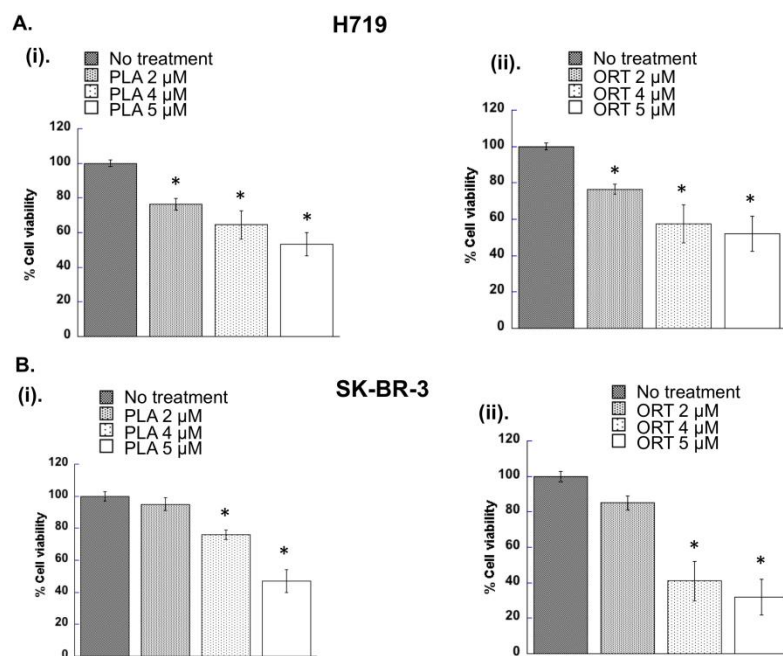 A.
H719
(i).
No treatment
PLA 2 µM
PLA 4 µM
PLA 5 µM
120
100
80
60
40
20
0
% Cell viability
*
*
*
(ii).
No treatment
ORT 2 µM
ORT 4 µM
ORT 5 µM
120
100
80
60
40
20
0
% Cell viability
*
*
*
B.
SK-BR-3
(i).
No treatment
PLA 2 µM
PLA 4 µM
PLA 5 µM
120
100
80
60
40
20
0
% Cell viability
*
*
(ii).
No treatment
ORT 2 µM
ORT 4 µM
ORT 5 µM
120
100
80
60
40
20
0
% Cell viability
*
*